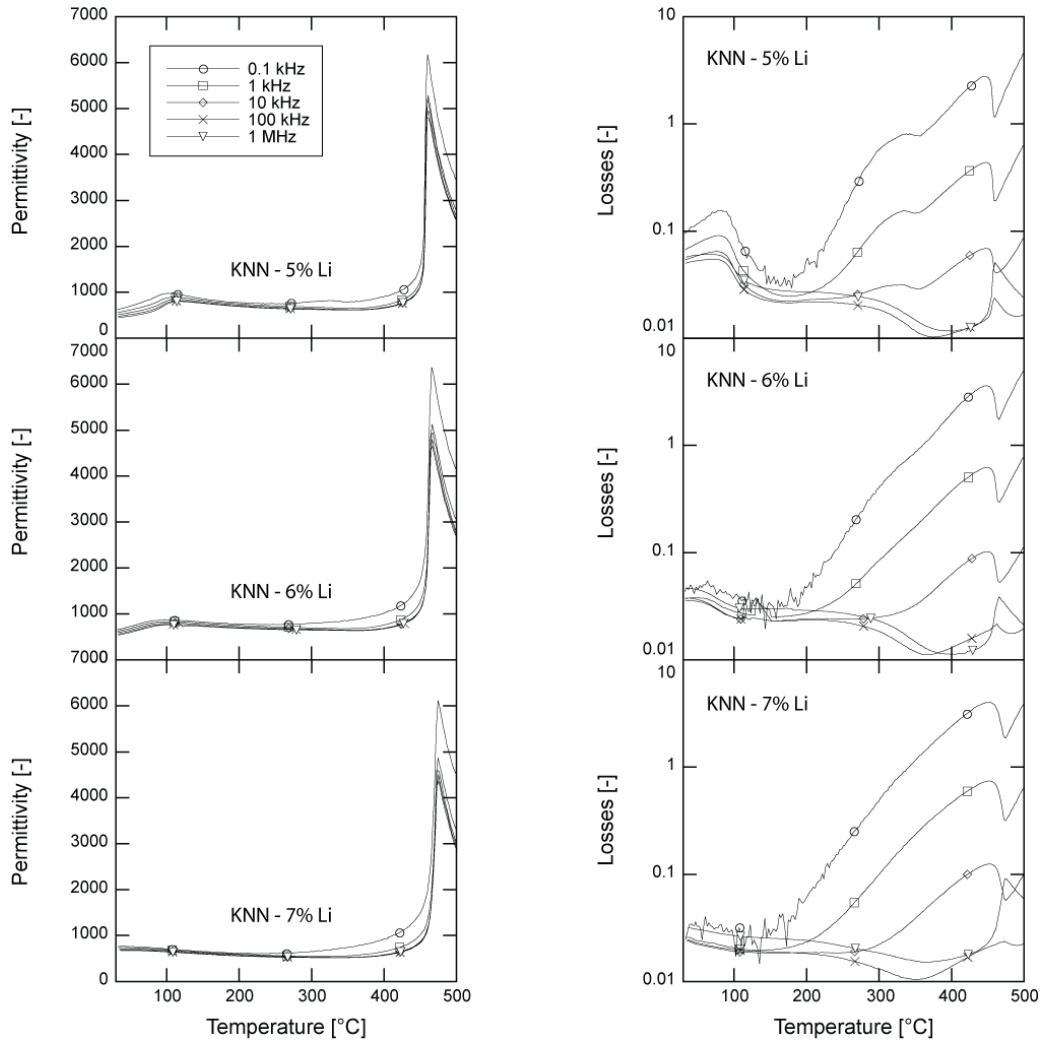 7000
6000
5000
4000
3000
2000
1000
0
Permittivity [-]
0.1 kHz
1 kHz
10 kHz
100 kHz
1 MHz
KNN - 5% Li
10
1
0.1
0.01
Losses [-]
KNN - 5% Li
7000
6000
5000
4000
3000
2000
1000
Permittivity [-]
KNN - 6% Li
10
1
0.1
0.01
Losses [-]
KNN - 6% Li
7000
6000
5000
4000
3000
2000
1000
0
Permittivity [-]
KNN - 7% Li
100 200 300 400 500
Temperature [°C]
10
1
0.1
0.01
Losses [-]
KNN - 7% Li
100 200 300 400 500
Temperature [°C]